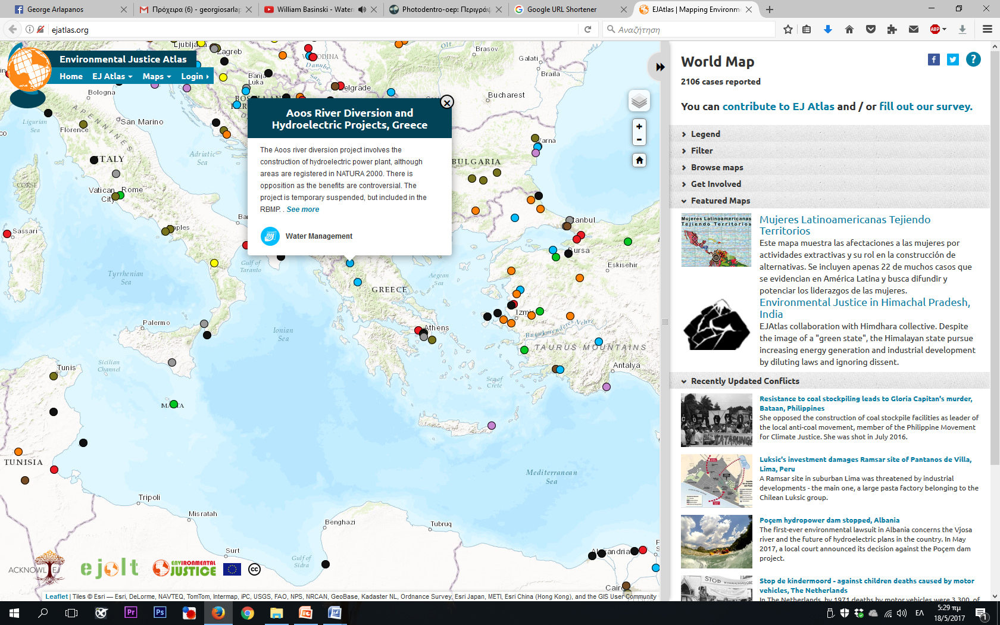 George Arlapanos
Πρόχειρα (6) - georgiosarlap
William Basinski - Water
Photodentro-oep: Περιγράφ
Google URL Shortener
EJAtlas | Mapping Environm
ejatlas.org
Αναζήτηση
ABP
Environmental Justice Atlas
Home
EJ Atlas
Maps
Login
Aoos River Diversion and
Hydroelectric Projects, Greece
The Aoos river diversion project involves the
construction of hydroelectric power plant, although
areas are registered in NATURA 2000. There is
opposition as the benefits are controversial. The
project is temporary suspended, but included in the
RBMP. . See more
Water Management
Ljubljana
Zagreb
Brasov
Olt
Galati
Braila
VODINA
Danube
Sava
Banja
Luka
Belgrade
Bucharest
Bologna
APENNINES
Ligurian
Sea
Florence
San Marino
Adriatic
Sea
ITALY
CORSE
Vatican
City
Rome
Naples
Sassari
Varna
BULGARIA
Istanbul
Bursa
Eskisehir
Gulf of
Taranto
Tyrrhenian
Sea
Aegean
Sea
GREECE
Izmir
Athens
Buyukmenderes Nehri
TAURUS MOUNTAINS
Antalya
Palermo
Ionian
Sea
Sicilian
Channel
Tunis
Sea of
Crete
MALTA
TUNISIA
Mediterranean
Sea
Tripoli
Misratah
Benghazi
Tubruq
Surt
Gulf of
Sidra
Alexandria
Cairo
ACKNOWL EJ
ejolt
ENVIRONMENTAL
JUSTICE
cc
Leaflet | Tiles © Esri — Esri, DeLorme, NAVTEQ, TomTom, Intermap, iPC, USGS, FAO, NPS, NRCAN, GeoBase, Kadaster NL, Ordnance Survey, Esri Japan, METI, Esri China (Hong Kong), and the GIS User Community
World Map
2106 cases reported
You can contribute to EJ Atlas and / or fill out our survey.
Legend
Filter
Browse maps
Get Involved
Featured Maps
Mujeres Latinoamericanas
Tejiendo Territorios
Mujeres Latinoamericanas Tejiendo
Territorios
Este mapa muestra las afectaciones a las mujeres por
actividades extractivas y su rol en la construcción de
alternativas. Se incluyen apenas 22 de muchos casos que
se evidencian en América Latina y busca difundir y
potenciar los liderazgos de las mujeres.
Environmental Justice in Himachal Pradesh,
India
EJAtlas collaboration with Himdhara collective. Despite
the image of a "green state", the Himalayan state pursue
increasing energy generation and industrial development
by diluting laws and ignoring dissent.
Recently Updated Conflicts
Resistance to coal stockpiling leads to Gloria Capitan's murder,
Bataan, Philippines
She opposed the construction of coal stockpile facilities as leader of
the local anti-coal movement, member of the Philippine Movement
for Climate Justice. She was shot in July 2016.
Luksic's investment damages Ramsar site of Pantanos de Villa,
Lima, Peru
A Ramsar site in suburban Lima was threatened by industrial
developments - the main one, a large pasta factory belonging to the
Chilean Luksic group.
Poçem hydropower dam stopped, Albania
The first-ever environmental lawsuit in Albania concerns the Vjosa
river and the future of hydroelectric plans in the country. In May
2017, a local court announced its decision against the Poçem dam
project.
Stop de kindermoord - against children deaths caused by motor
vehicles, The Netherlands
In The Netherlands, by 1971 deaths by motor vehicles were 3,300, of
Pr
Ps
ΕΛ
5:29 πμ
18/5/2017
1